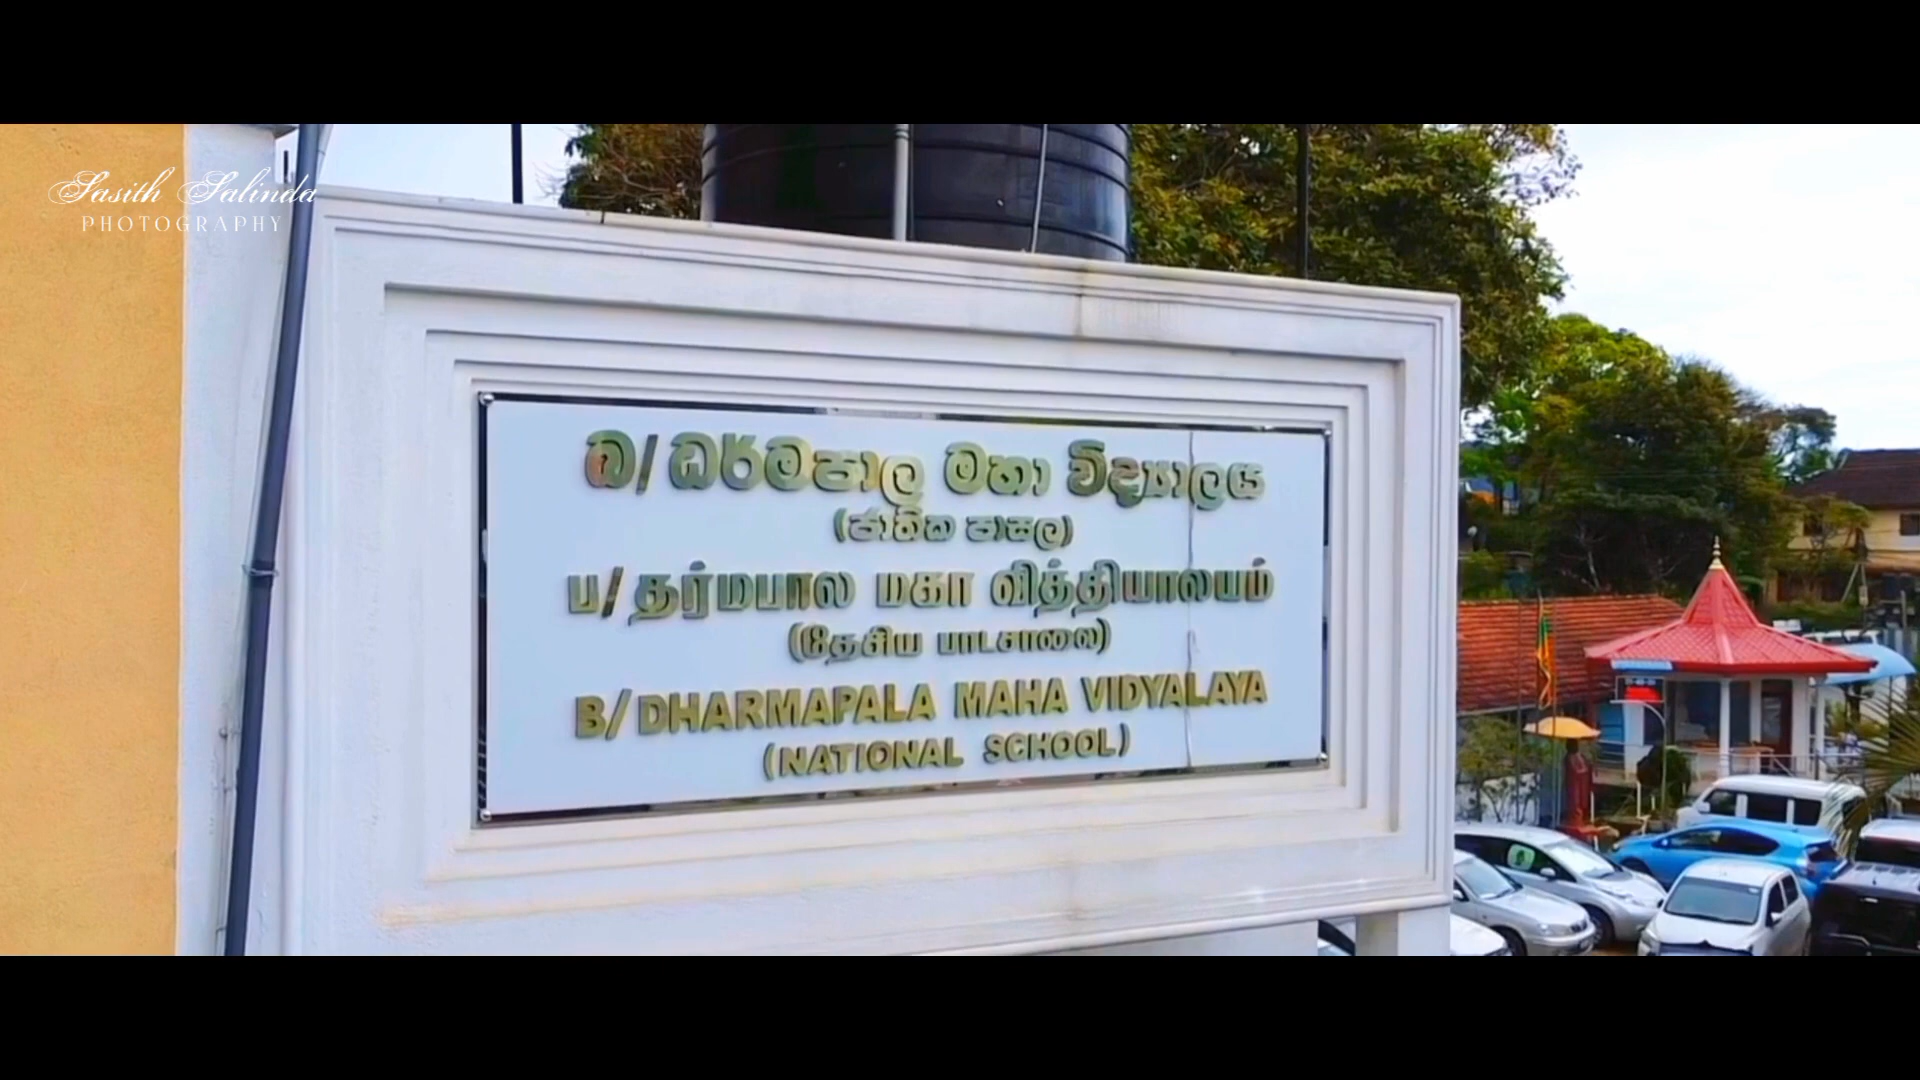 Sasith Salinda
PHOTOGRAPHY
බ/ධර්මපාල මහා විද්‍යාලය
(ජාතික පාසල)
ப/தர்மபால மகா வித்தியாலயம்
(தேசிய பாடசாலை)
B/DHARMAPALA MAHA VIDYALAYA
(NATIONAL SCHOOL)